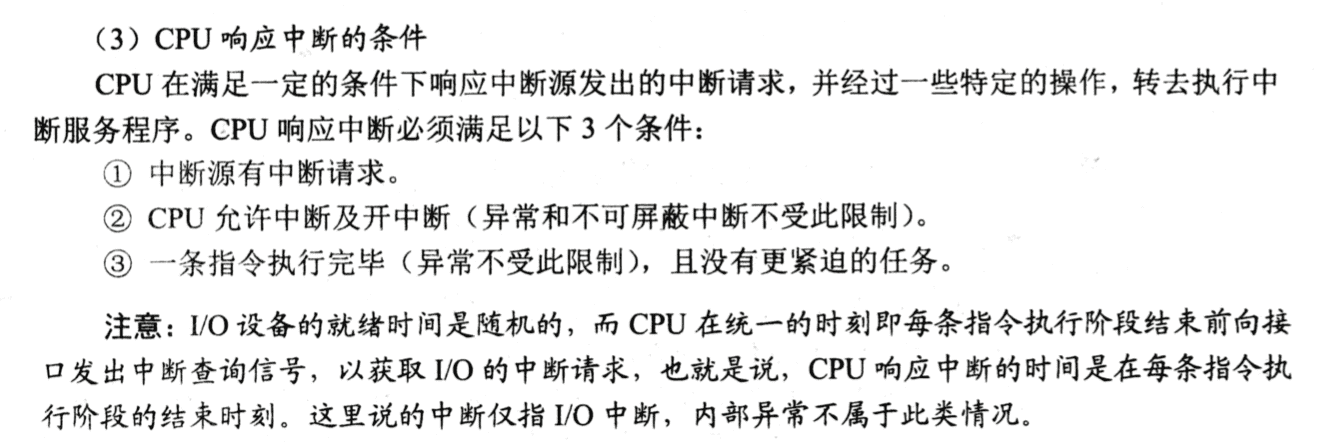 （3）CPU 响应中断的条件
CPU 在满足一定的条件下响应中断源发出的中断请求，并经过一些特定的操作，转去执行中
断服务程序。CPU 响应中断必须满足以下 3 个条件：
① 中断源有中断请求。
② CPU 允许中断及开中断（异常和不可屏蔽中断不受此限制）。
③ 一条指令执行完毕（异常不受此限制），且没有更紧迫的任务。
注意：I/O 设备的就绪时间是随机的，而 CPU 在统一的时刻即每条指令执行阶段结束前向接
口发出中断查询信号，以获取 I/O 的中断请求，也就是说，CPU 响应中断的时间是在每条指令执
行阶段的结束时刻。这里说的中断仅指 I/O 中断，内部异常不属于此类情况。